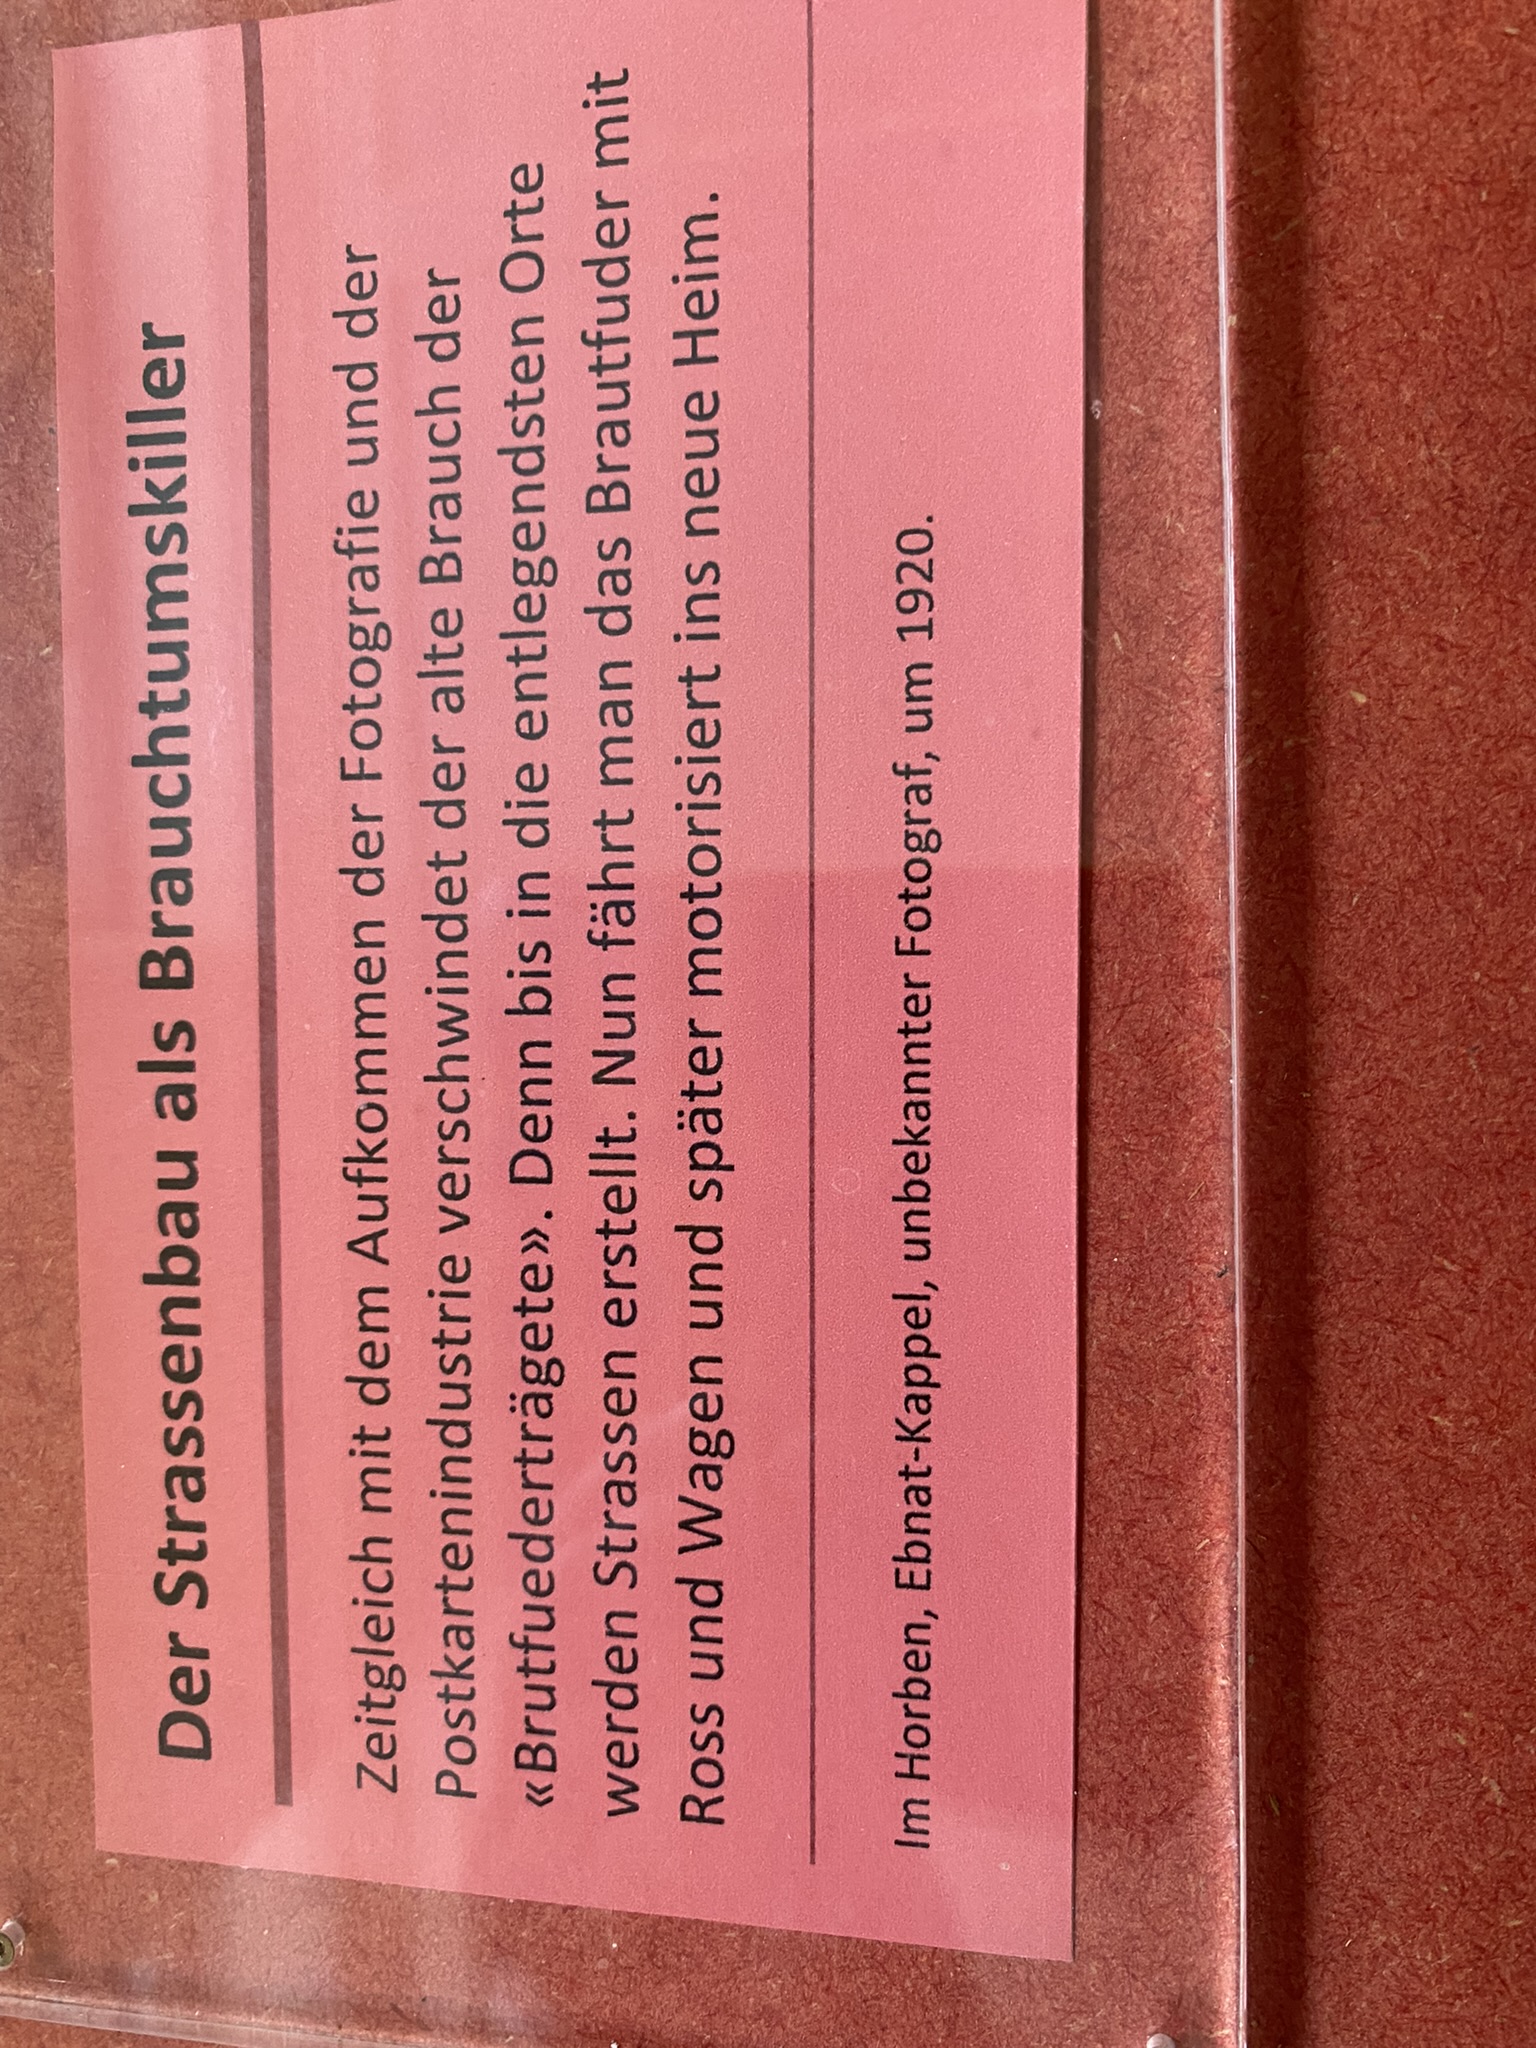 Der Strassenbau als Brauchtumskiller
Zeitgleich mit dem Aufkommen der Fotografie und der
Postkartenindustrie verschwindet der alte Brauch der
«Brutfuederträgete». Denn bis in die entlegendsten Orte
werden Strassen erstellt. Nun fährt man das Brautfuder mit
Ross und Wagen und später motorisiert ins neue Heim.
Im Horben, Ebnat-Kappel, unbekannter Fotograf, um 1920.